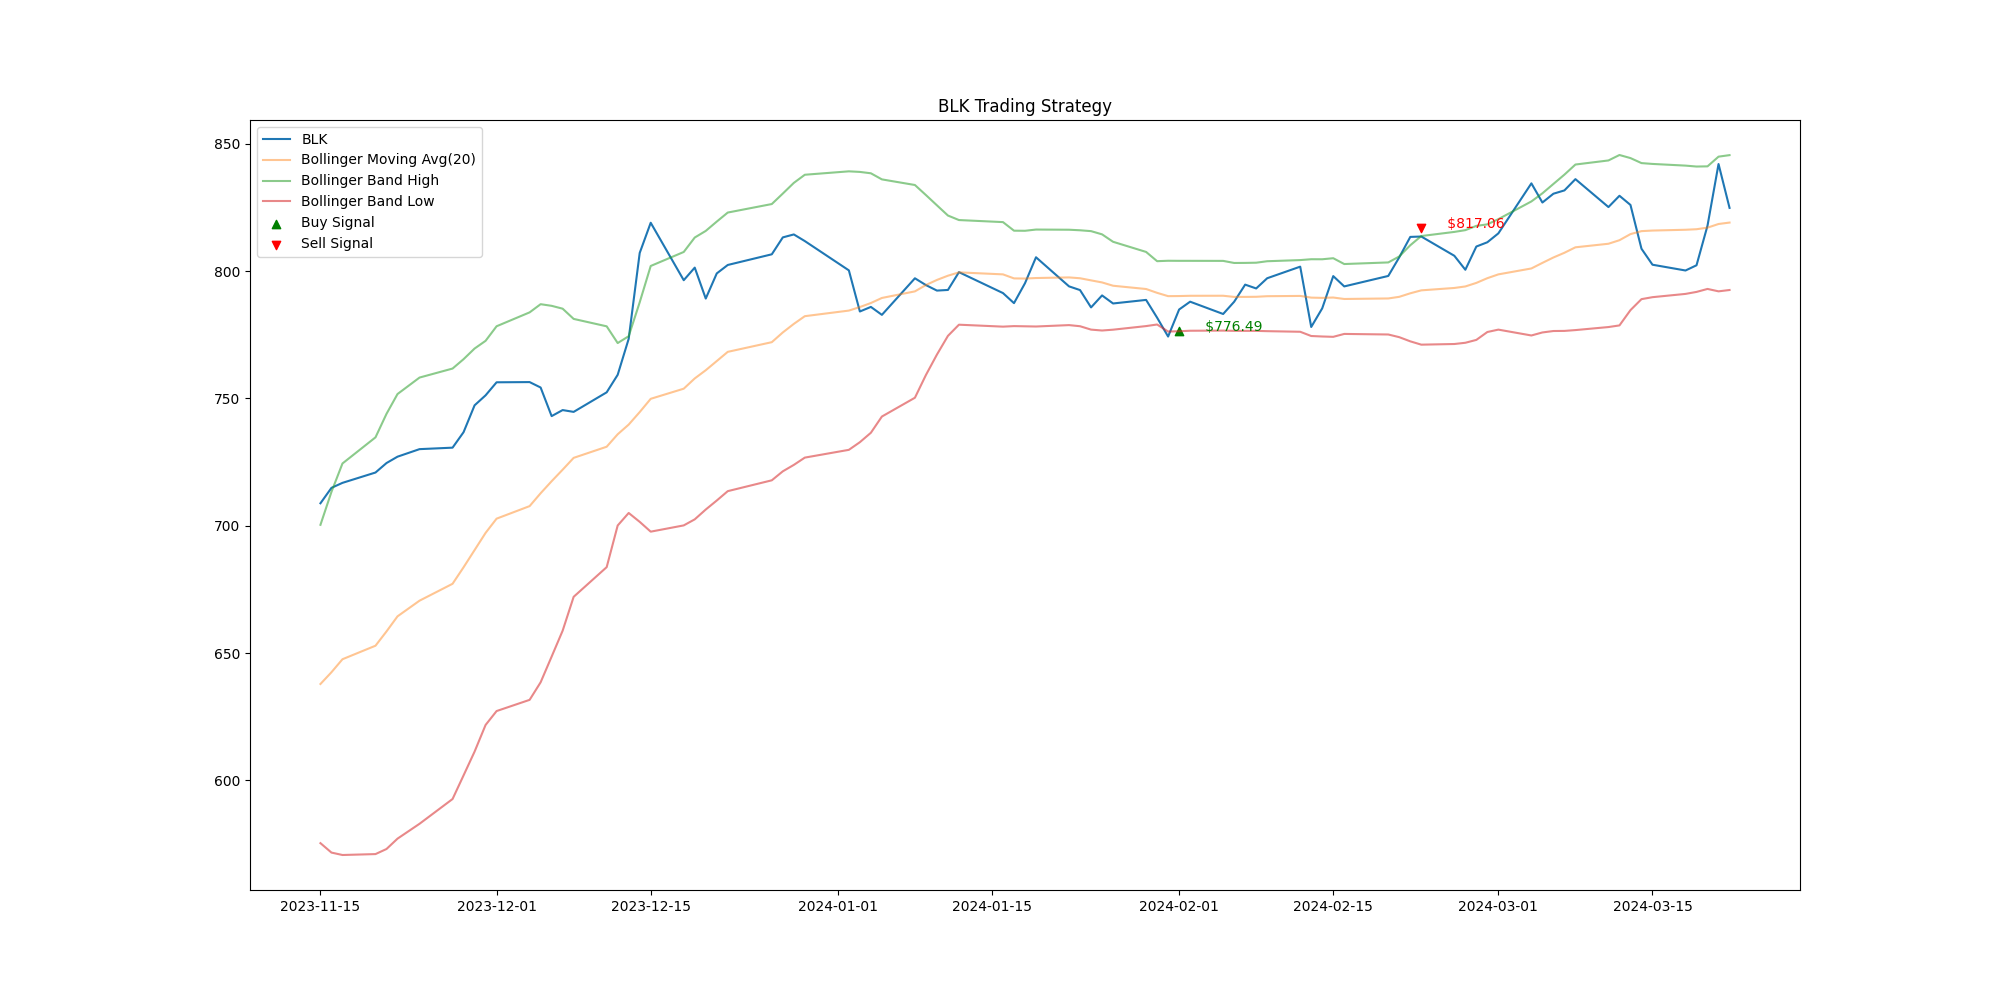 BLK Trading Strategy
BLK
Bollinger Moving Avg(20)
Bollinger Band High
Bollinger Band Low
Buy Signal
Sell Signal
850
800
750
700
650
600
$817.06
$776.49
2023-11-15
2023-12-01
2023-12-15
2024-01-01
2024-01-15
2024-02-01
2024-02-15
2024-03-01
2024-03-15